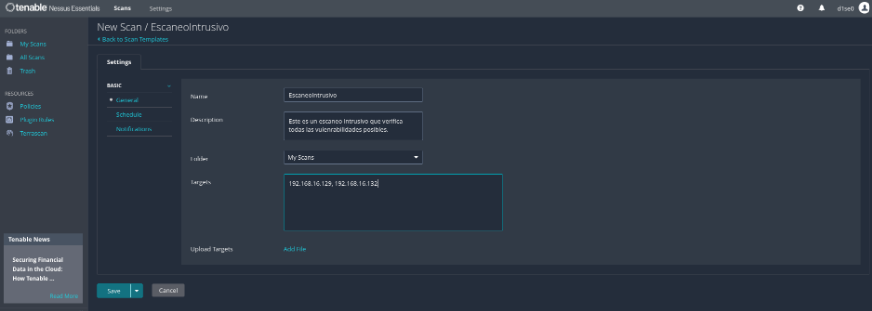 tenable Nessus Essentials
Scans
Settings
d1se0
FOLDERS
My Scans
All Scans
Trash
RESOURCES
Policies
Plugin Rules
Terrascan
Tenable News
Securing Financial
Data in the Cloud:
How Tenable ...
Read More
New Scan / EscaneoIntrusivo
< Back to Scan Templates
Settings
BASIC
General
Schedule
Notifications
Name
EscaneoIntrusivo
Description
Este es un escaneo intrusivo que verifica
todas las vulenrabilidades posibles.
Folder
My Scans
Targets
192.168.16.129, 192.168.16.132
Upload Targets
Add File
Save
Cancel